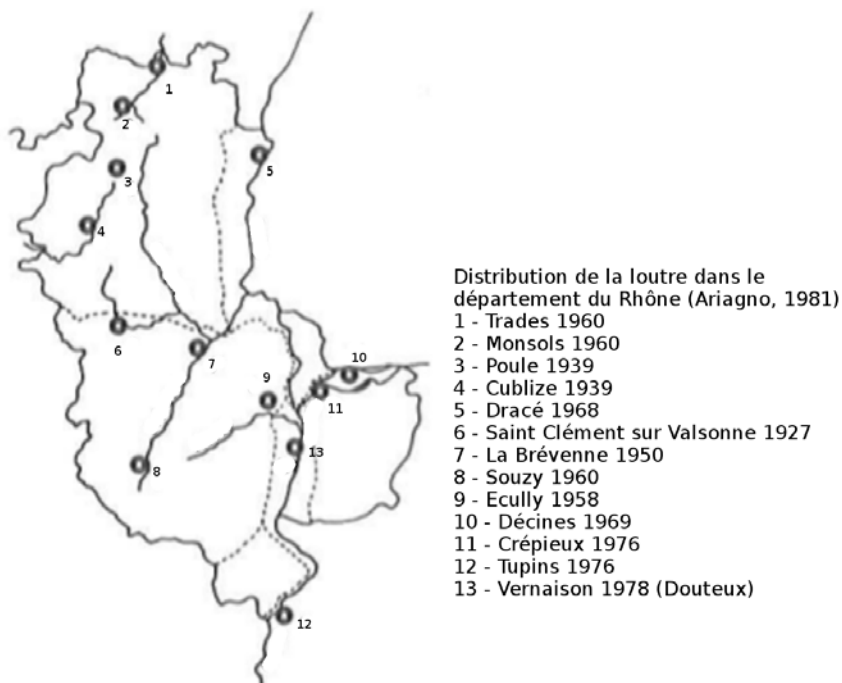 1
2
3
4
5
6
7
8
9
10
11
13
12
Distribution de la loutre dans le
département du Rhône (Ariagno, 1981)
1 - Trades 1960
2 - Monsols 1960
3 - Poule 1939
4 - Cublize 1939
5 - Dracé 1968
6 - Saint Clément sur Valsonne 1927
7 - La Brévenne 1950
8 - Souzy 1960
9 - Ecully 1958
10 - Décines 1969
11 - Crépieux 1976
12 - Tupins 1976
13 - Vernaison 1978 (Douteux)